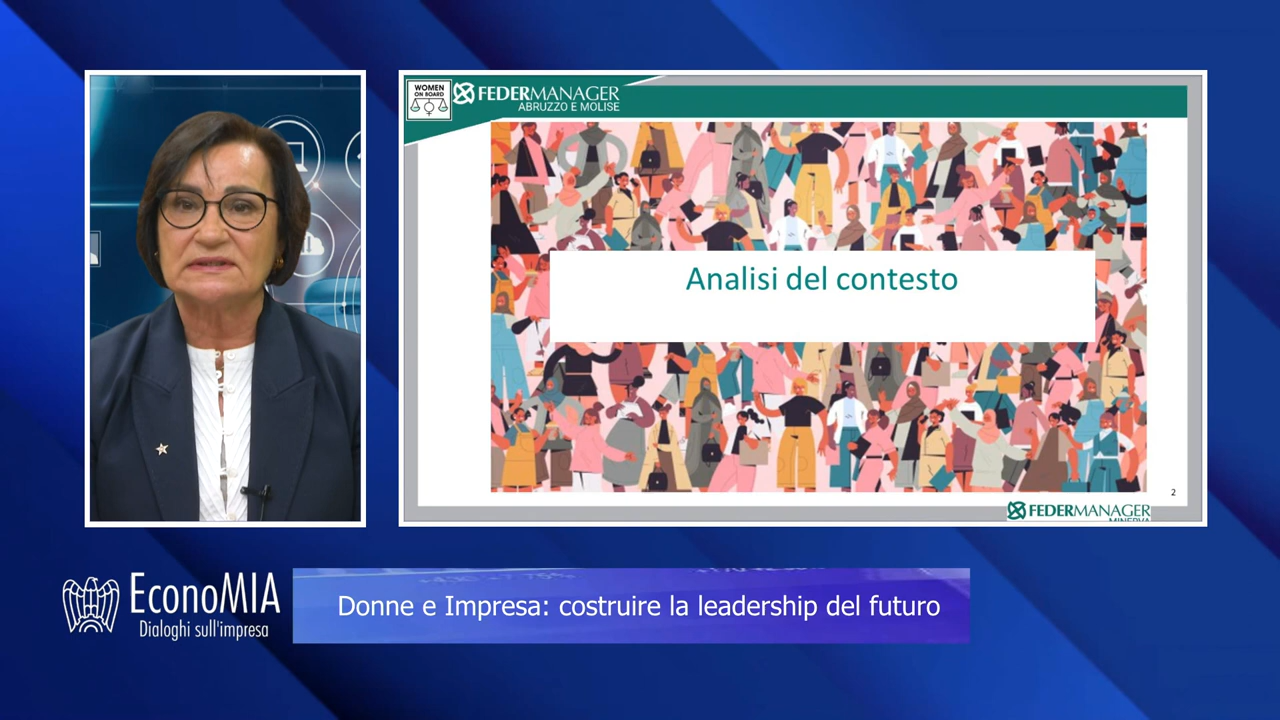 WOMEN
ON BOARD
FEDERMANAGER
ABRUZZO E MOLISE
Analisi del contesto
2
FEDERMANAGER
MINERVA
EconoMIA
Dialoghi sull'impresa
Donne e Impresa: costruire la leadership del futuro